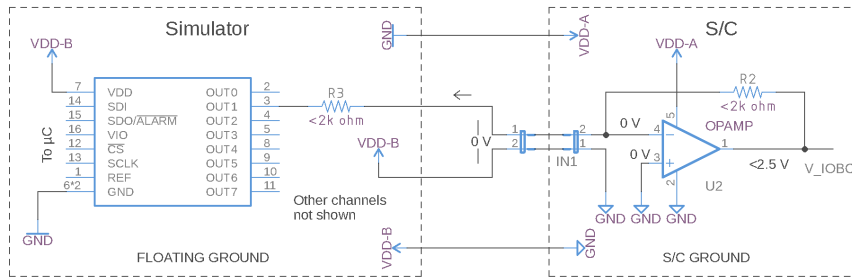 Simulator
S/C
VDD-B
GND
VDD-A
VDD-A
7 VDD OUT0 2
14 SDI OUT1 3
15 SDO/ALARM OUT2 4
16 VIO OUT3 5
12 CS OUT4 8
13 SCLK OUT5 9
1 REF OUT6 10
6*2 GND OUT7 11
To µC
R3
<2k ohm
VDD-B
0 V
1 2
2 1
IN1
R2
<2k ohm
OPAMP
0 V
0 V
5
4
3
1
2
U2
<2.5 V
V_IOBC
GND
GND
GND
GND
Other channels
not shown
VDD-B
GND
FLOATING GROUND
S/C GROUND